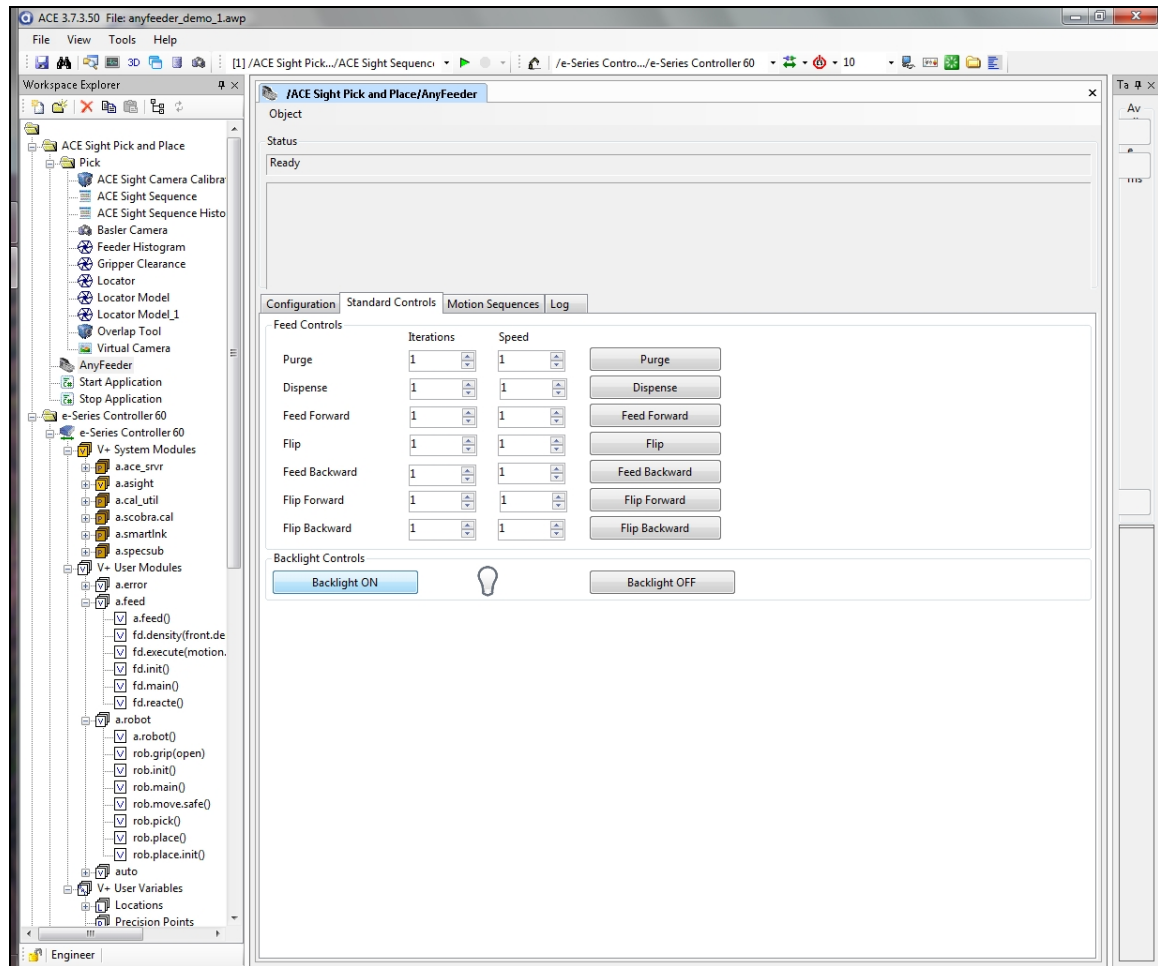 ACE 3.7.3.50 File: anyfeeder_demo_1.awp
File View Tools Help
3D [1] /ACE Sight Pick.../ACE Sight Sequenc /e-Series Contro.../e-Series Controller 60 10
Workspace Explorer
ACE Sight Pick and Place
Pick
ACE Sight Camera Calibra
ACE Sight Sequence
ACE Sight Sequence Histo
Basler Camera
Feeder Histogram
Gripper Clearance
Locator
Locator Model
Locator Model_1
Overlap Tool
Virtual Camera
AnyFeeder
Start Application
Stop Application
e-Series Controller 60
e-Series Controller 60
V+ System Modules
a.ace_srvr
a.asight
a.cal_util
a.scobra.cal
a.smartlnk
a.specsub
V+ User Modules
a.error
a.feed
a.feed()
fd.density(front.de
fd.execute(motion.
fd.init()
fd.main()
fd.reacte()
a.robot
a.robot()
rob.grip(open)
rob.init()
rob.main()
rob.move.safe()
rob.pick()
rob.place()
rob.place.init()
auto
V+ User Variables
Locations
Precision Points
Engineer
/ACE Sight Pick and Place/AnyFeeder
Object
Status
Ready
Configuration Standard Controls Motion Sequences Log
Feed Controls
Iterations Speed
Purge 1 1 Purge
Dispense 1 1 Dispense
Feed Forward 1 1 Feed Forward
Flip 1 1 Flip
Feed Backward 1 1 Feed Backward
Flip Forward 1 1 Flip Forward
Flip Backward 1 1 Flip Backward
Backlight Controls
Backlight ON Backlight OFF
Ta
Av